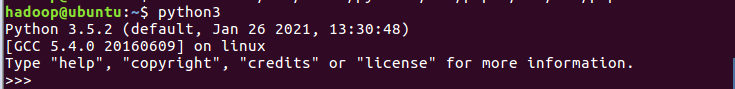 hadoop@ubuntu:~$ python3
Python 3.5.2 (default, Jan 26 2021, 13:30:48)
[GCC 5.4.0 20160609] on linux
Type "help", "copyright", "credits" or "license" for more information.
>>>